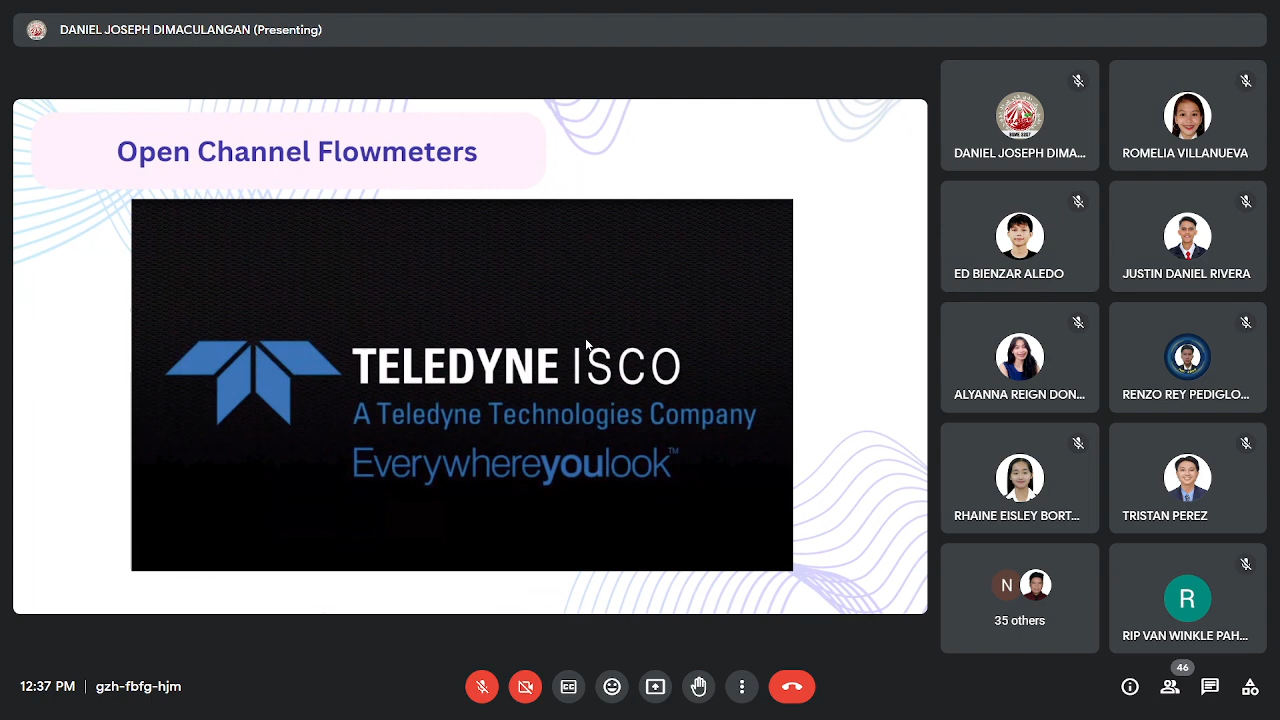 DANIEL JOSEPH DIMACULANGAN (Presenting)
Open Channel Flowmeters
TELEDYNE ISCO
A Teledyne Technologies Company
Everywhereyoulook™
DANIEL JOSEPH DIMA...
ROMELIA VILLANUEVA
ED BIENZAR ALEDO
JUSTIN DANIEL RIVERA
ALYANNA REIGN DON...
RENZO REY PEDIGLO...
RHAINE EISLEY BORT...
TRISTAN PEREZ
N
35 others
R
RIP VAN WINKLE PAH...
12:37 PM | gzh-fbfg-hjm
46